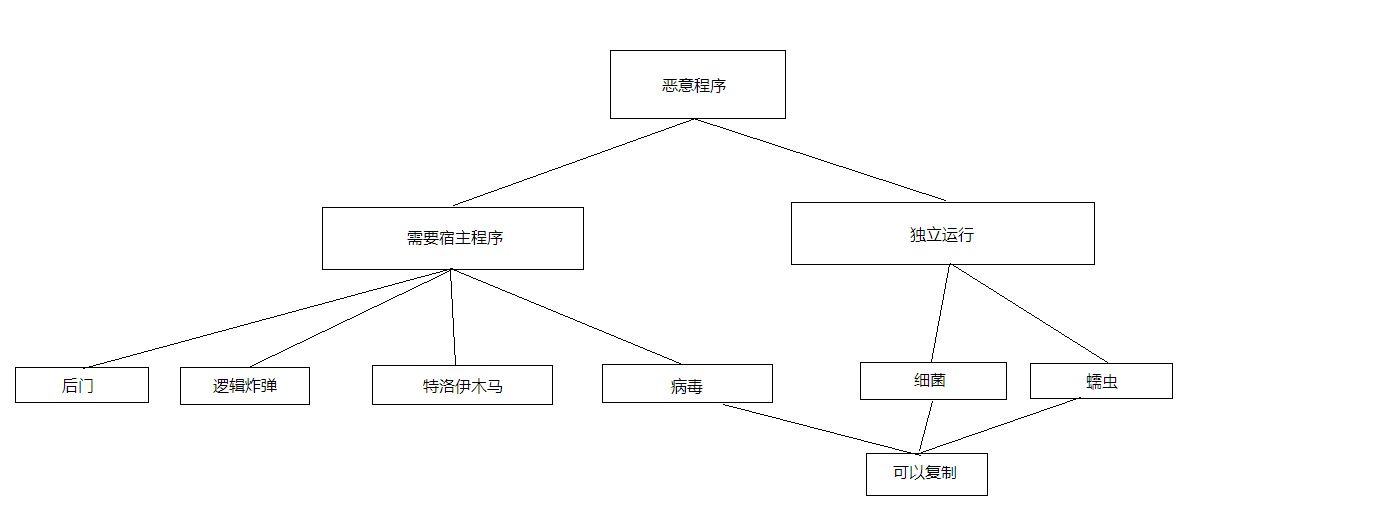 恶意程序
需要宿主程序
独立运行
后门
逻辑炸弹
特洛伊木马
病毒
细菌
蠕虫
可以复制